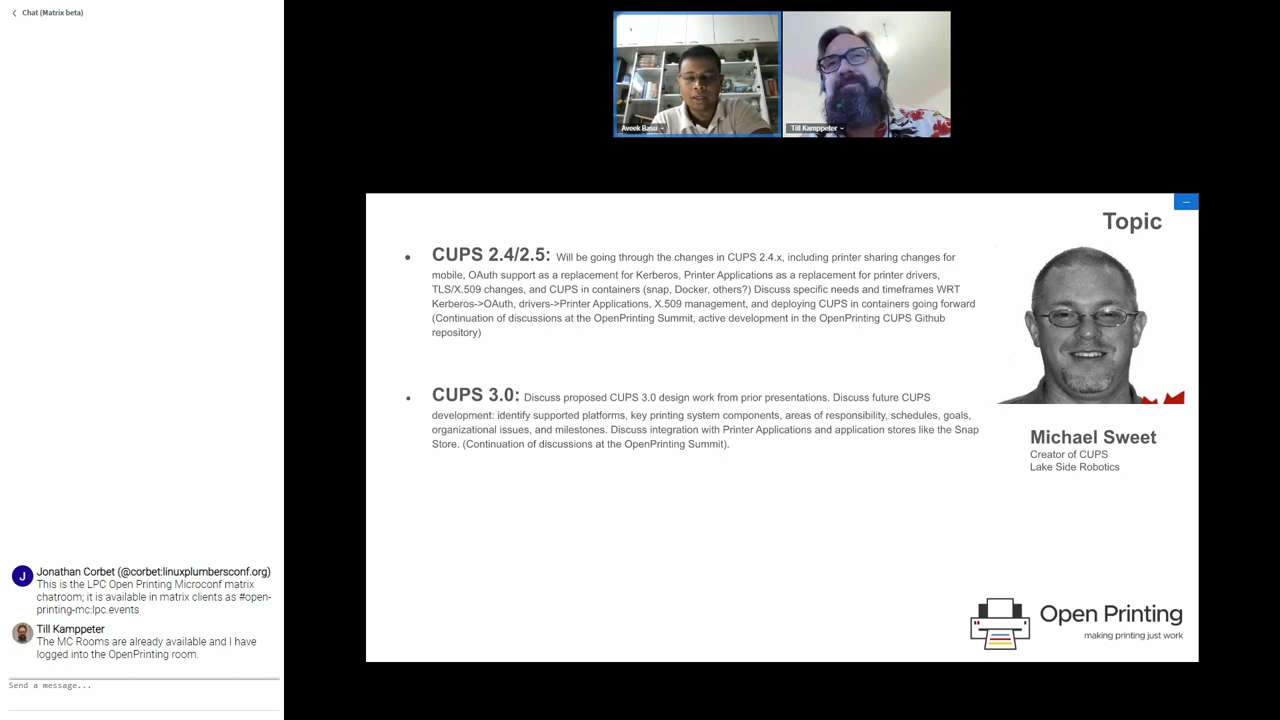 Chat (Matrix beta)
Aveek Basu
Till Kamppeter
Topic
CUPS 2.4/2.5: Will be going through the changes in CUPS 2.4.x, including printer sharing changes for
mobile, OAuth support as a replacement for Kerberos, Printer Applications as a replacement for printer drivers,
TLS/X.509 changes, and CUPS in containers (snap, Docker, others?) Discuss specific needs and timeframes WRT
Kerberos->OAuth, drivers->Printer Applications, X.509 management, and deploying CUPS in containers going forward
(Continuation of discussions at the OpenPrinting Summit, active development in the OpenPrinting CUPS Github
repository)
CUPS 3.0: Discuss proposed CUPS 3.0 design work from prior presentations. Discuss future CUPS
development: identify supported platforms, key printing system components, areas of responsibility, schedules, goals,
organizational issues, and milestones. Discuss integration with Printer Applications and application stores like the Snap
Store. (Continuation of discussions at the OpenPrinting Summit).
Michael Sweet
Creator of CUPS
Lake Side Robotics
Open Printing
making printing just work
J
Jonathan Corbet (@corbet:linuxplumbersconf.org)
This is the LPC Open Printing Microconf matrix
chatroom; it is available in matrix clients as #open-
printing-mc:lpc.events
Till Kamppeter
The MC Rooms are already available and I have
logged into the OpenPrinting room.
Send a message...